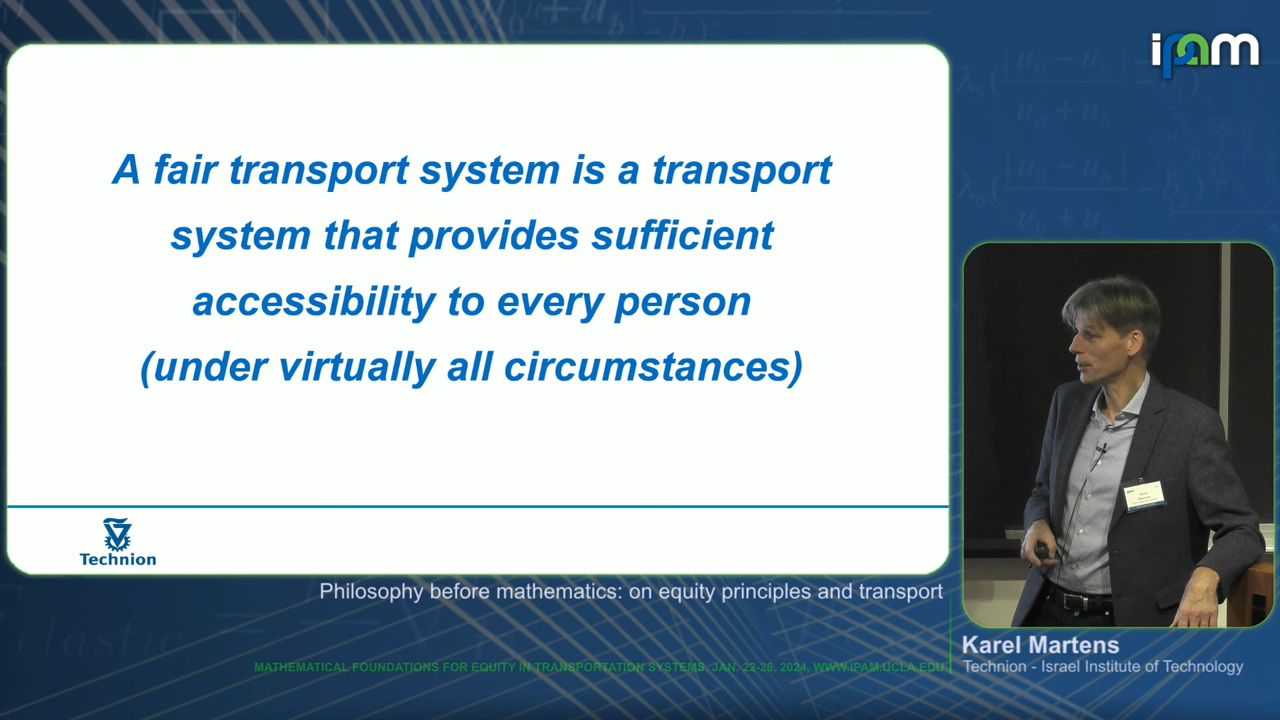 ipam
A fair transport system is a transport
system that provides sufficient
accessibility to every person
(under virtually all circumstances)
Technion
Philosophy before mathematics: on equity principles and transport
MATHEMATICAL FOUNDATIONS FOR EQUITY IN TRANSPORTATION SYSTEMS, JAN. 22-26, 2024, WWW.IPAM.UCLA.EDU
Karel Martens
Technion - Israel Institute of Technology